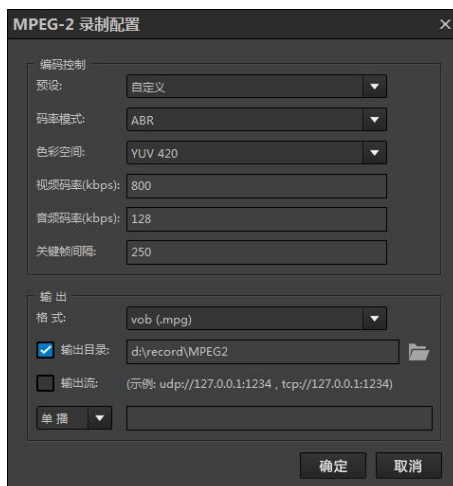 MPEG-2 录制配置
编码控制
预设: 自定义
码率模式: ABR
色彩空间: YUV 420
视频码率(kbps): 800
音频码率(kbps): 128
关键帧间隔: 250
输 出
格 式: vob (.mpg)
输出目录: d:\record\MPEG2
输出流: (示例: udp://127.0.0.1:1234 , tcp://127.0.0.1:1234)
单 播
确定 取消